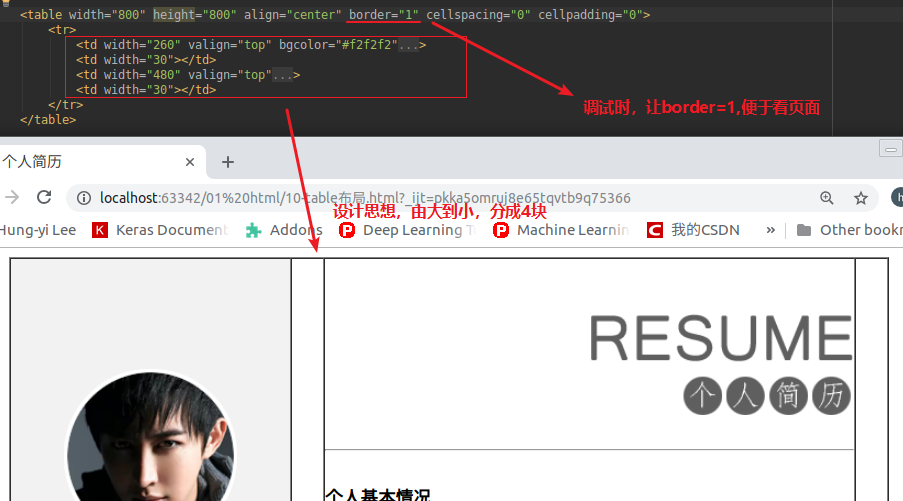 <table width="800" height="800" align="center" border="1" cellspacing="0" cellpadding="0">
<tr>
<td width="260" valign="top" bgcolor="#f2f2f2"...>
<td width="30"></td>
<td width="480" valign="top"...>
<td width="30"></td>
</tr>
</table>
调试时，让border=1,便于看页面
个人简历
localhost:63342/01%20html/10-table布局.html?_ijt=pkka5omruj8e65tqvtb9q75366
设计思想，由大到小，分成4块
Hung-yi Lee Keras Document Addons Deep Learning Machine Learnin 我的CSDN » Other bookr
RESUME
个人简历
个人基本情况